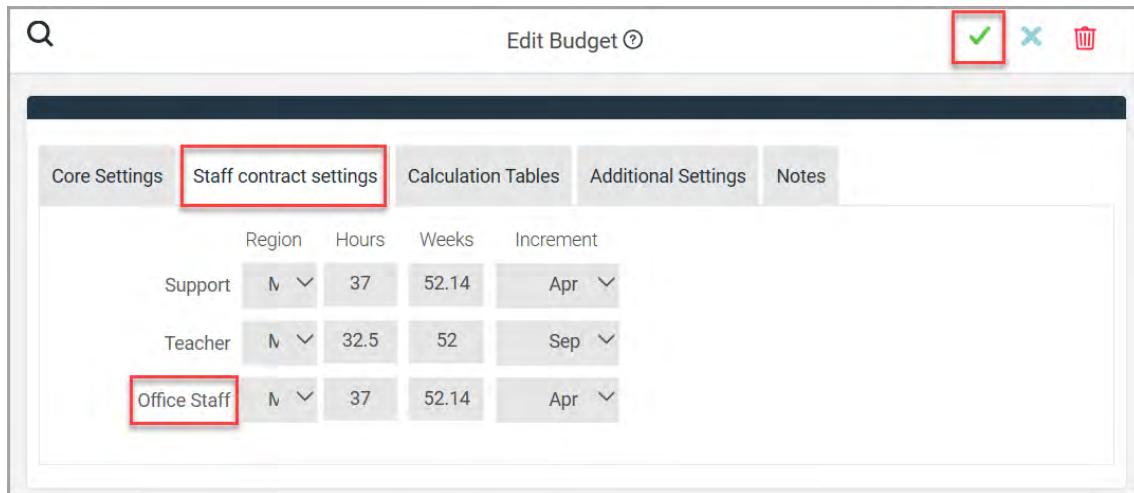 Edit Budget ?
Core Settings Staff contract settings Calculation Tables Additional Settings Notes
Region Hours Weeks Increment
Support 37 52.14 Apr
Teacher 32.5 52 Sep
Office Staff 37 52.14 Apr